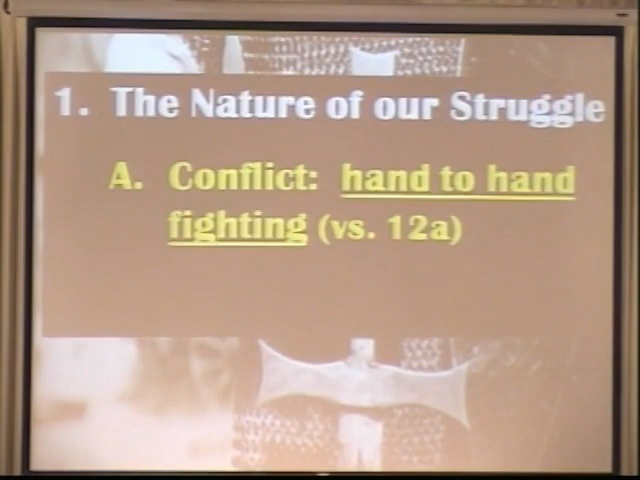 1. The Nature of our Struggle
A. Conflict: hand to hand
fighting (vs. 12a)